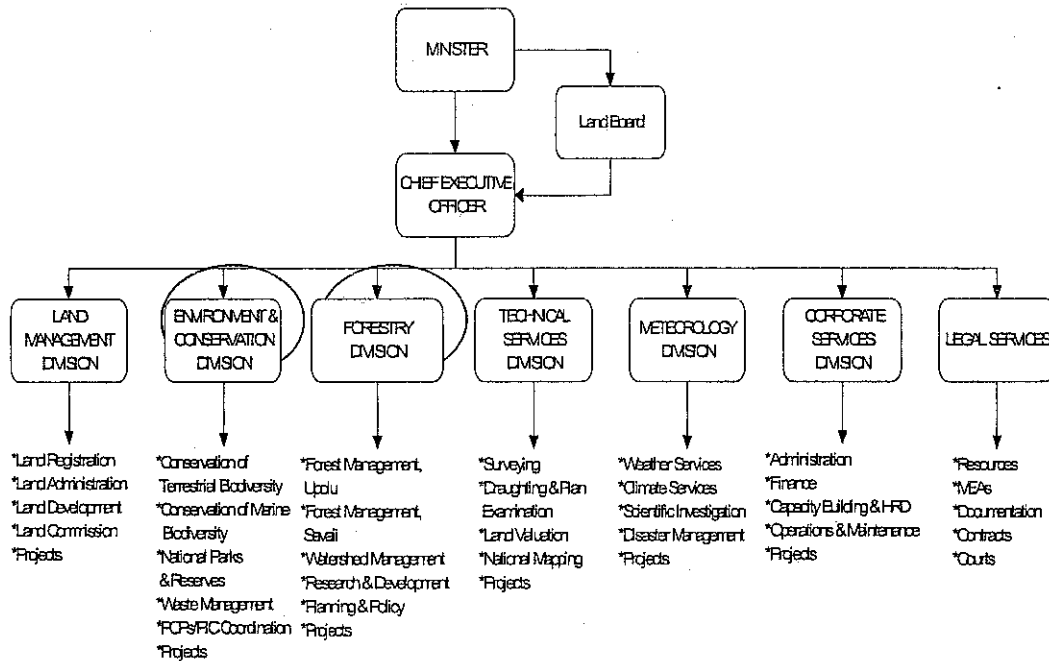 MINISTER
Land Board
CHIEF EXECUTIVE
OFFICER
LAND
MANAGEMENT
DIVISION
ENVIRONMENT &
CONSERVATION
DIVISION
FORESTRY
DIVISION
TECHNICAL
SERVICES
DIVISION
METEOROLOGY
DIVISION
CORPORATE
SERVICES
DIVISION
LEGAL SERVICES
*Land Registration
*Land Administration
*Land Development
*Land Commission
*Projects
*Conservation of
Terrestrial Biodiversity
*Conservation of Marine
Biodiversity
*National Parks
& Reserves
*Waste Management
*POPs/PIC Coordination
*Projects
*Forest Management,
Upolu
*Forest Management,
Savaii
*Watershed Management
*Research & Development
*Planning & Policy
*Projects
*Surveying
*Draughting & Plan
Examination
*Land Valuation
*National Mapping
*Projects
*Weather Services
*Climate Services
*Scientific Investigation
*Disaster Management
*Projects
*Administration
*Finance
*Capacity Building & HRD
*Operations & Maintenance
*Projects
*Resources
*MEAs
*Documentation
*Contracts
*Courts